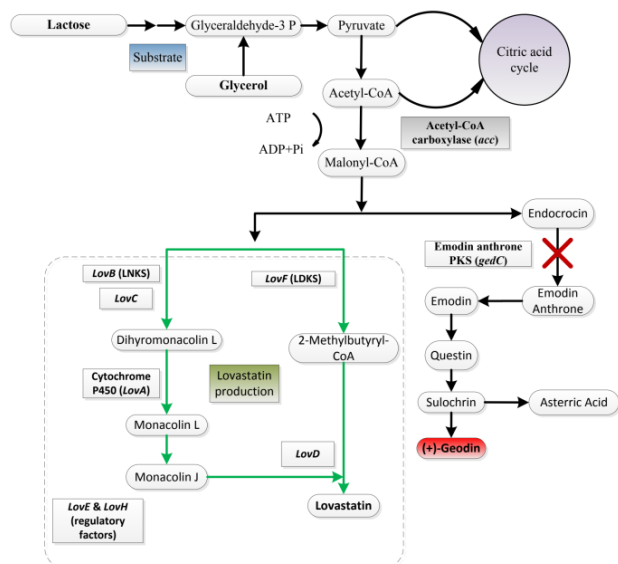 Lactose
Glyceraldehyde-3 P
Pyruvate
Citric acid
cycle
Substrate
Glycerol
Acetyl-CoA
ATP
ADP+Pi
Acetyl-CoA
carboxylase (acc)
Malonyl-CoA
Endocrocin
Emodin anthrone
PKS (gedC)
LovB (LNKS)
LovC
LovF (LDKS)
Emodin
Emodin
Anthrone
Dihyromonacolin L
2-Methylbutyryl-
CoA
Questin
Cytochrome
P450 (LovA)
Lovastatin
production
Sulochrin
Asterric Acid
Monacolin L
(+)-Geodin
LovD
Monacolin J
Lovastatin
LovE & LovH
(regulatory
factors)